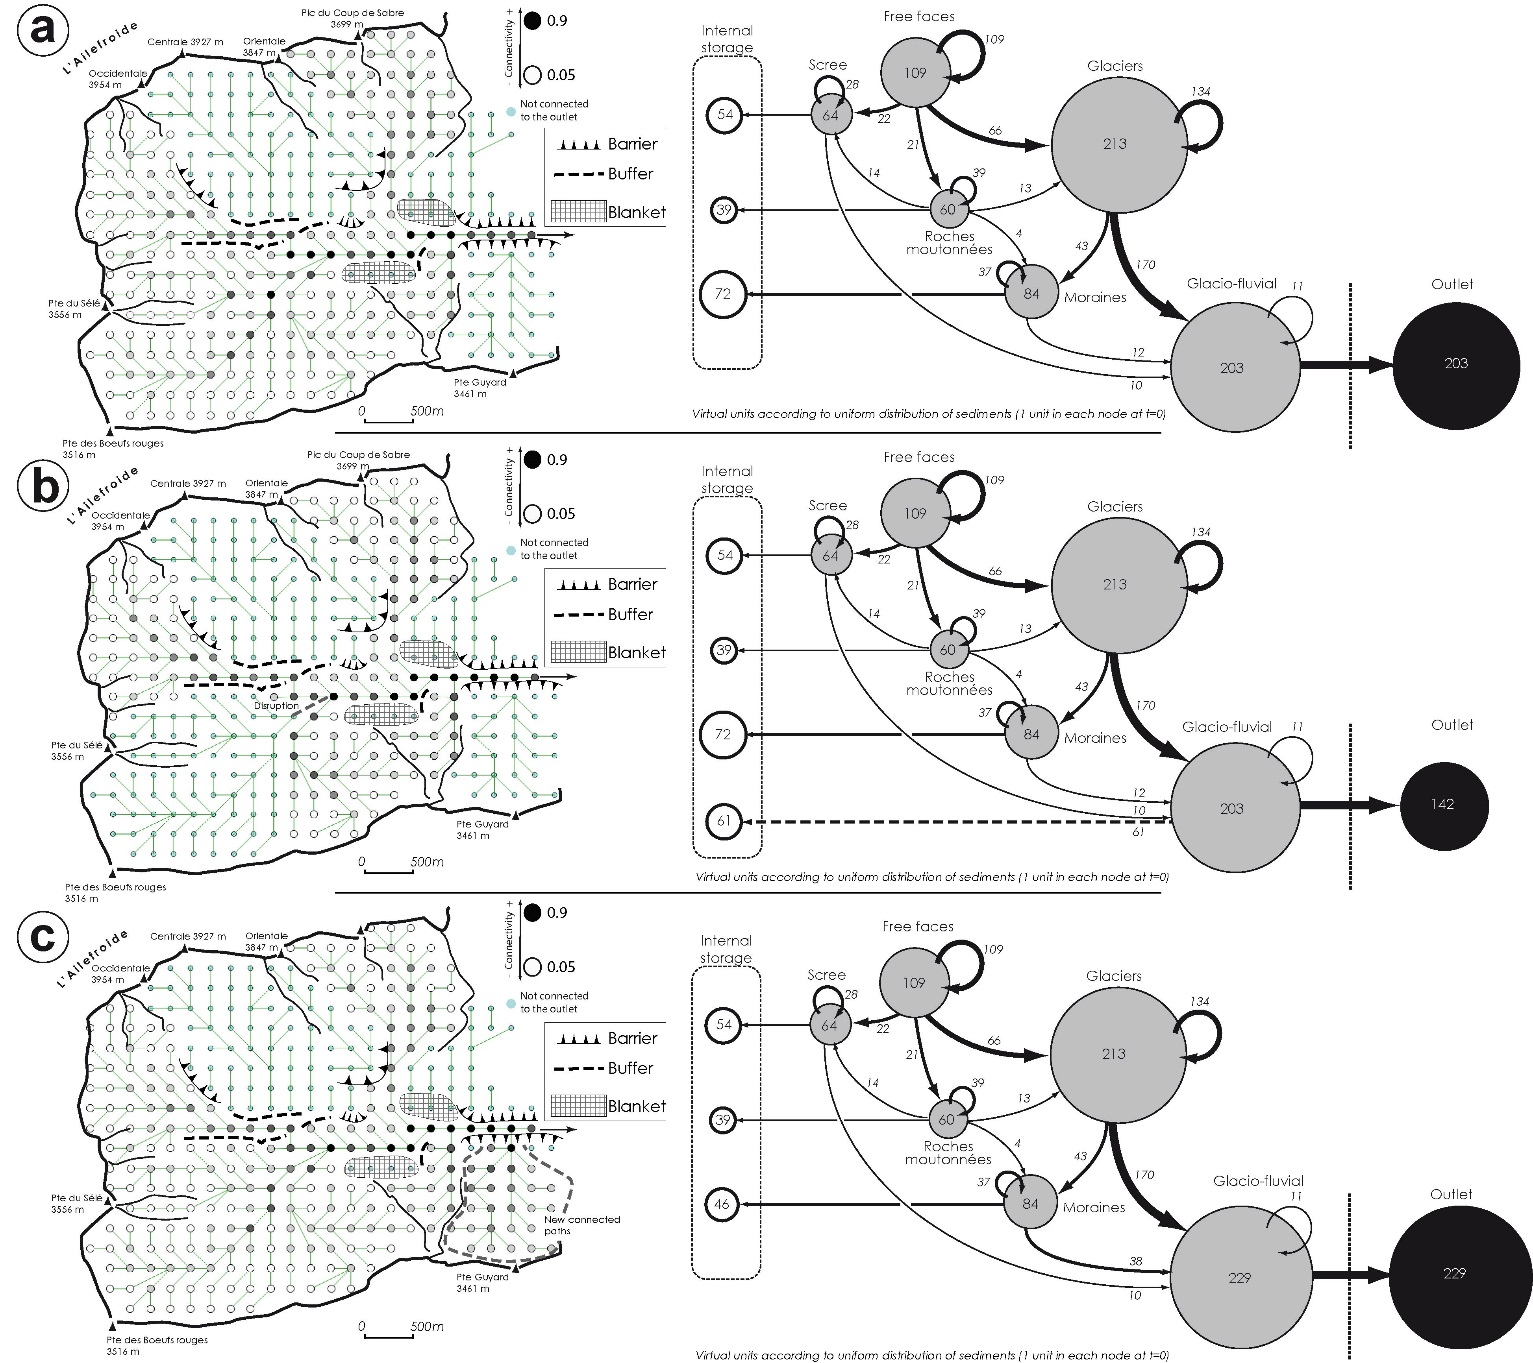 a
L'Ailefroide
Centrale 3927 m
Orientale
3847 m
Pic du Coup de Sabre
3699 m
Occidentale
3954 m
Pte du Sélé
3556 m
Pte des Boeufs rouges
3516 m
Pte Guyard
3461 m
0 500m
- Connectivity +
0.9
0.05
Not connected
to the outlet
Barrier
Buffer
Blanket
Internal
storage
54
39
72
Free faces
109
109
Scree
64
28
22
66
21
14
Glaciers
213
134
39
60
13
Roches
moutonnées
4
37
84
Moraines
43
170
Glacio-fluvial
11
203
12
10
Outlet
203
Virtual units according to uniform distribution of sediments (1 unit in each node at t=0)
b
L'Ailefroide
Centrale 3927 m
Orientale
3847 m
Pic du Coup de Sabre
3699 m
Occidentale
3954 m
Disruption
Pte du Sélé
3556 m
Pte des Boeufs rouges
3516 m
Pte Guyard
3461 m
0 500m
- Connectivity +
0.9
0.05
Not connected
to the outlet
Barrier
Buffer
Blanket
Internal
storage
54
39
72
61
Free faces
109
109
Scree
64
28
22
66
21
14
Glaciers
213
134
39
60
13
Roches
moutonnées
4
37
84
Moraines
43
170
Glacio-fluvial
11
203
12
10
61
Outlet
142
Virtual units according to uniform distribution of sediments (1 unit in each node at t=0)
c
L'Ailefroide
Centrale 3927 m
Orientale
3847 m
Occidentale
3954 m
Pte du Sélé
3556 m
Pte des Boeufs rouges
3516 m
New connected
paths
Pte Guyard
3461 m
0 500m
- Connectivity +
0.9
0.05
Not connected
to the outlet
Barrier
Buffer
Blanket
Internal
storage
54
39
46
Free faces
109
109
Scree
64
28
22
66
21
14
Glaciers
213
134
39
60
13
Roches
moutonnées
4
37
84
Moraines
43
170
Glacio-fluvial
11
229
38
10
Outlet
229
Virtual units according to uniform distribution of sediments (1 unit in each node at t=0)